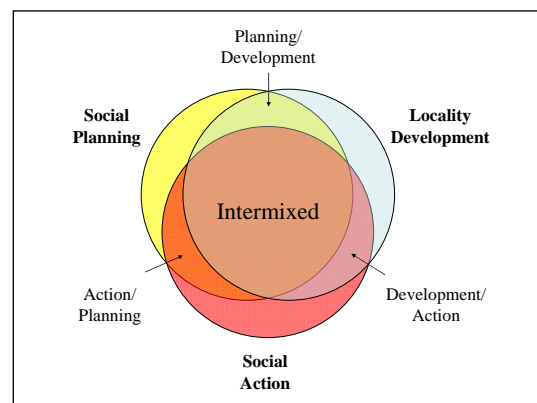 Planning/
Development
Social
Planning
Locality
Development
Intermixed
Action/
Planning
Development/
Action
Social
Action